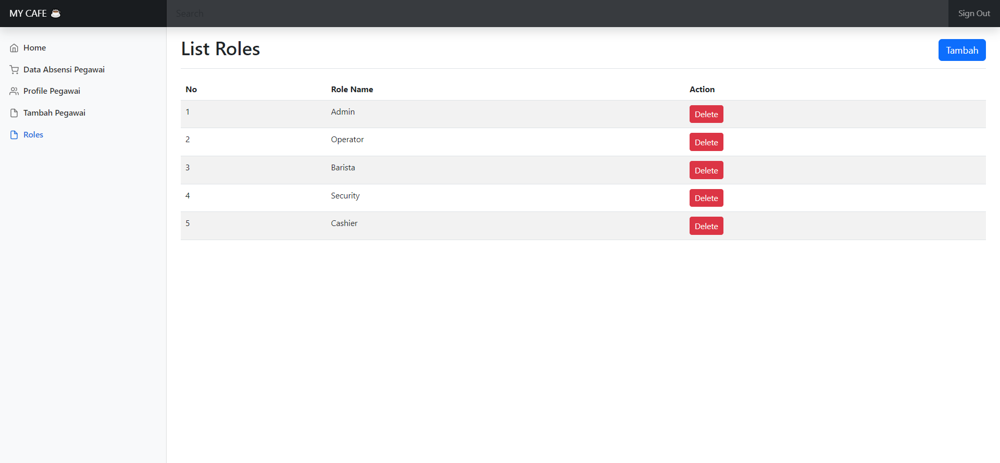 MY CAFE ☕
Search
Sign Out
Home
Data Absensi Pegawai
Profile Pegawai
Tambah Pegawai
Roles
List Roles
Tambah
No Role Name Action
1 Admin Delete
2 Operator Delete
3 Barista Delete
4 Security Delete
5 Cashier Delete